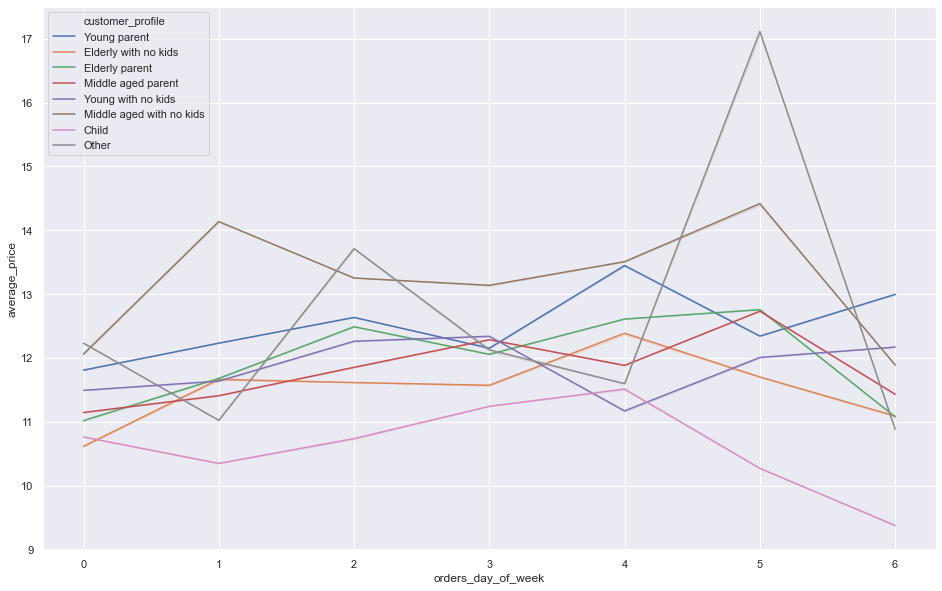 customer_profile
Young parent
Elderly with no kids
Elderly parent
Middle aged parent
Young with no kids
Middle aged with no kids
Child
Other
17
16
15
14
13
12
11
10
9
average_price
0 1 2 3 4 5 6
orders_day_of_week